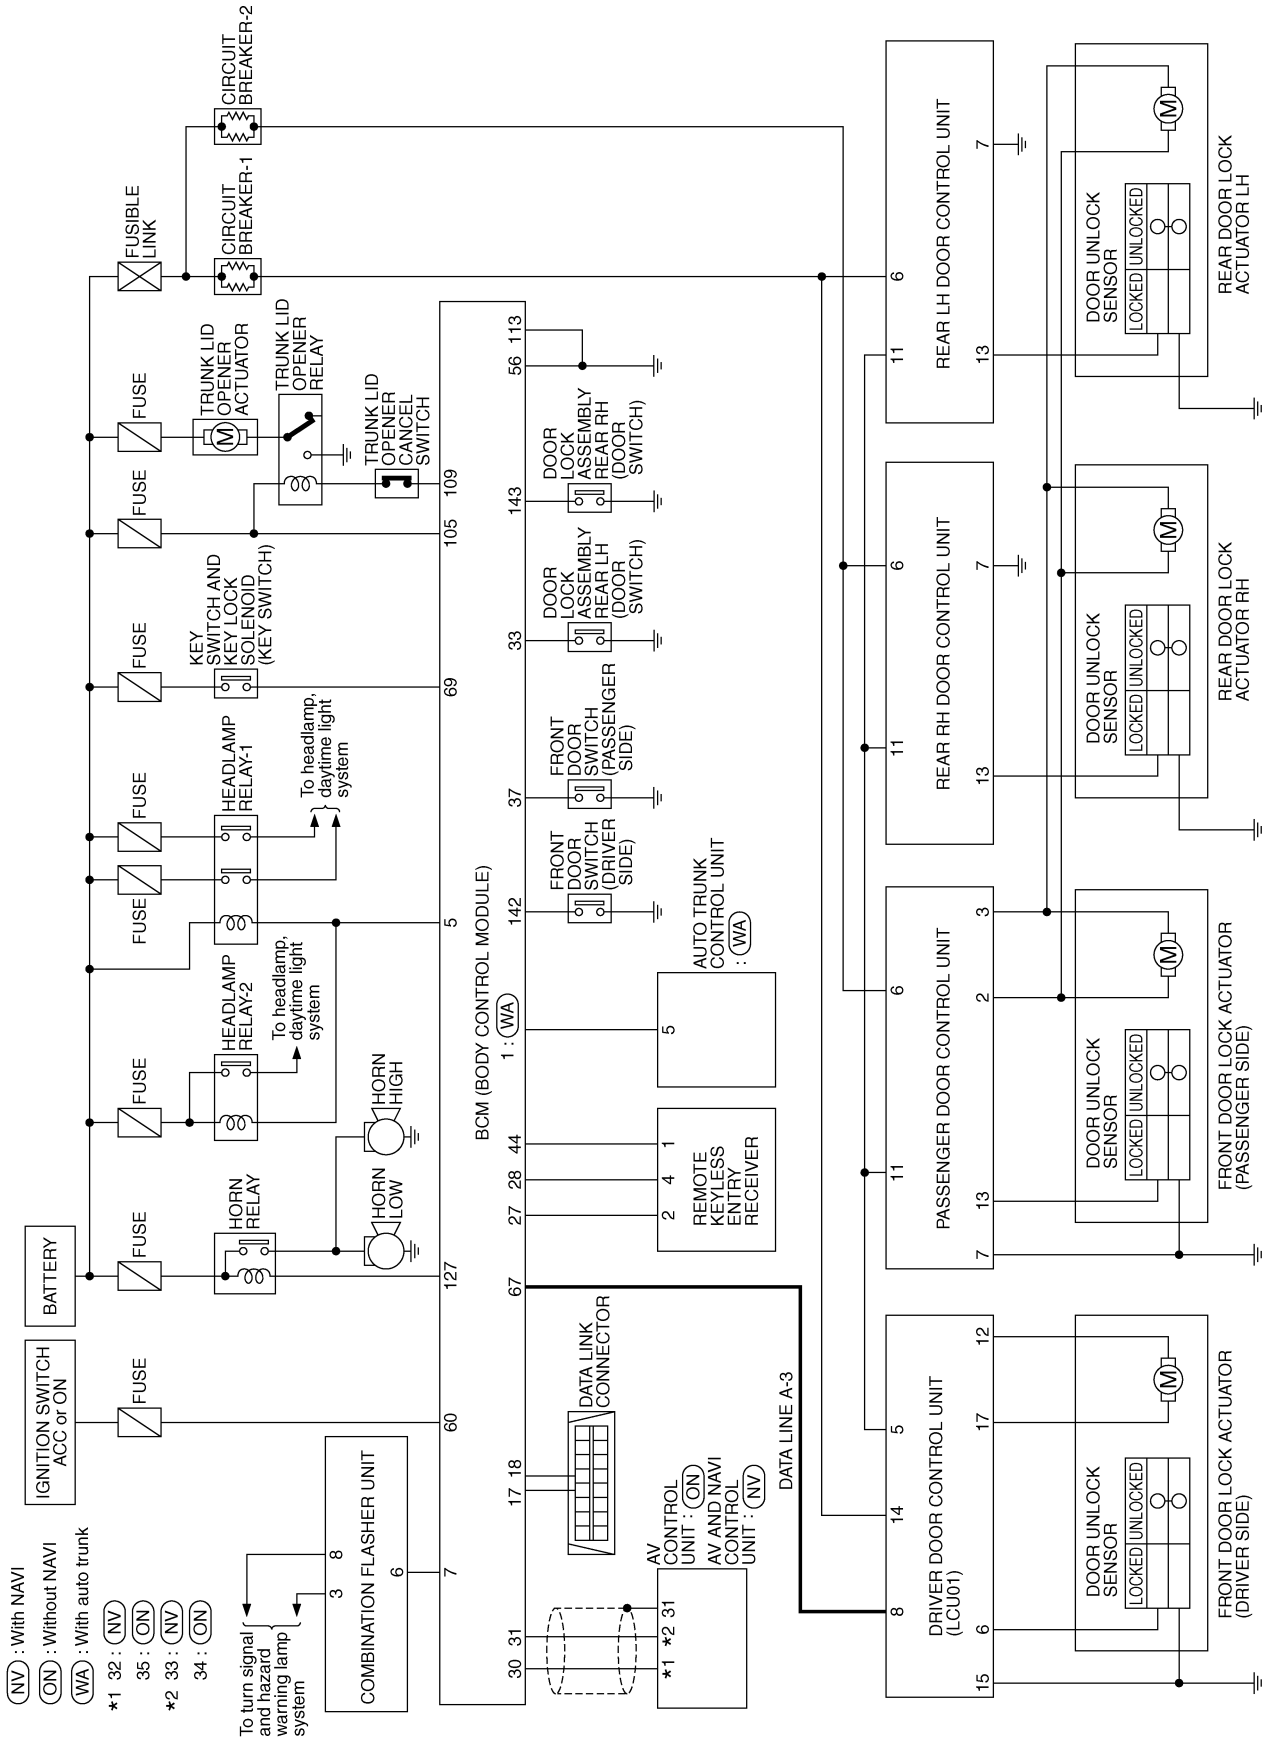 NV : With NAVI
ON : Without NAVI
WA : With auto trunk
*1 32 : NV
35 : ON
*2 33 : NV
34 : ON
IGNITION SWITCH
ACC or ON
BATTERY
FUSE
FUSE
FUSE
FUSE
FUSE
FUSE
FUSE
FUSE
FUSIBLE
LINK
CIRCUIT
BREAKER-1
CIRCUIT
BREAKER-2
HORN
RELAY
HEADLAMP
RELAY-2
HEADLAMP
RELAY-1
KEY
SWITCH AND
KEY LOCK
SOLENOID
(KEY SWITCH)
TRUNK LID
OPENER
ACTUATOR
M
TRUNK LID
OPENER
RELAY
TRUNK LID
OPENER
CANCEL
SWITCH
To turn signal
and hazard
warning lamp
system
To headlamp,
daytime light
system
To headlamp,
daytime light
system
3
8
COMBINATION FLASHER UNIT
6
HORN
LOW
HORN
HIGH
7
60
127
5
69
105
109
BCM (BODY CONTROL MODULE)
30
31
17
18
67
27
28
44
1 : WA
142
37
33
143
56
113
DATA LINK
CONNECTOR
AV
CONTROL
UNIT : ON
AV AND NAVI
CONTROL
UNIT : NV
*1
*2
31
DATA LINE A-3
2
4
1
REMOTE
KEYLESS
ENTRY
RECEIVER
5
AUTO TRUNK
CONTROL UNIT
: WA
FRONT
DOOR
SWITCH
(DRIVER
SIDE)
FRONT
DOOR
SWITCH
(PASSENGER
SIDE)
DOOR
LOCK
ASSEMBLY
REAR LH
(DOOR
SWITCH)
DOOR
LOCK
ASSEMBLY
REAR RH
(DOOR
SWITCH)
8
14
5
DRIVER DOOR CONTROL UNIT
(LCU01)
15
6
17
12
11
6
PASSENGER DOOR CONTROL UNIT
7
13
2
3
11
6
REAR RH DOOR CONTROL UNIT
13
7
11
6
REAR LH DOOR CONTROL UNIT
13
7
DOOR UNLOCK
SENSOR
LOCKED
UNLOCKED
M
FRONT DOOR LOCK ACTUATOR
(DRIVER SIDE)
DOOR UNLOCK
SENSOR
LOCKED
UNLOCKED
M
FRONT DOOR LOCK ACTUATOR
(PASSENGER SIDE)
DOOR UNLOCK
SENSOR
LOCKED
UNLOCKED
M
REAR DOOR LOCK
ACTUATOR RH
DOOR UNLOCK
SENSOR
LOCKED
UNLOCKED
M
REAR DOOR LOCK
ACTUATOR LH